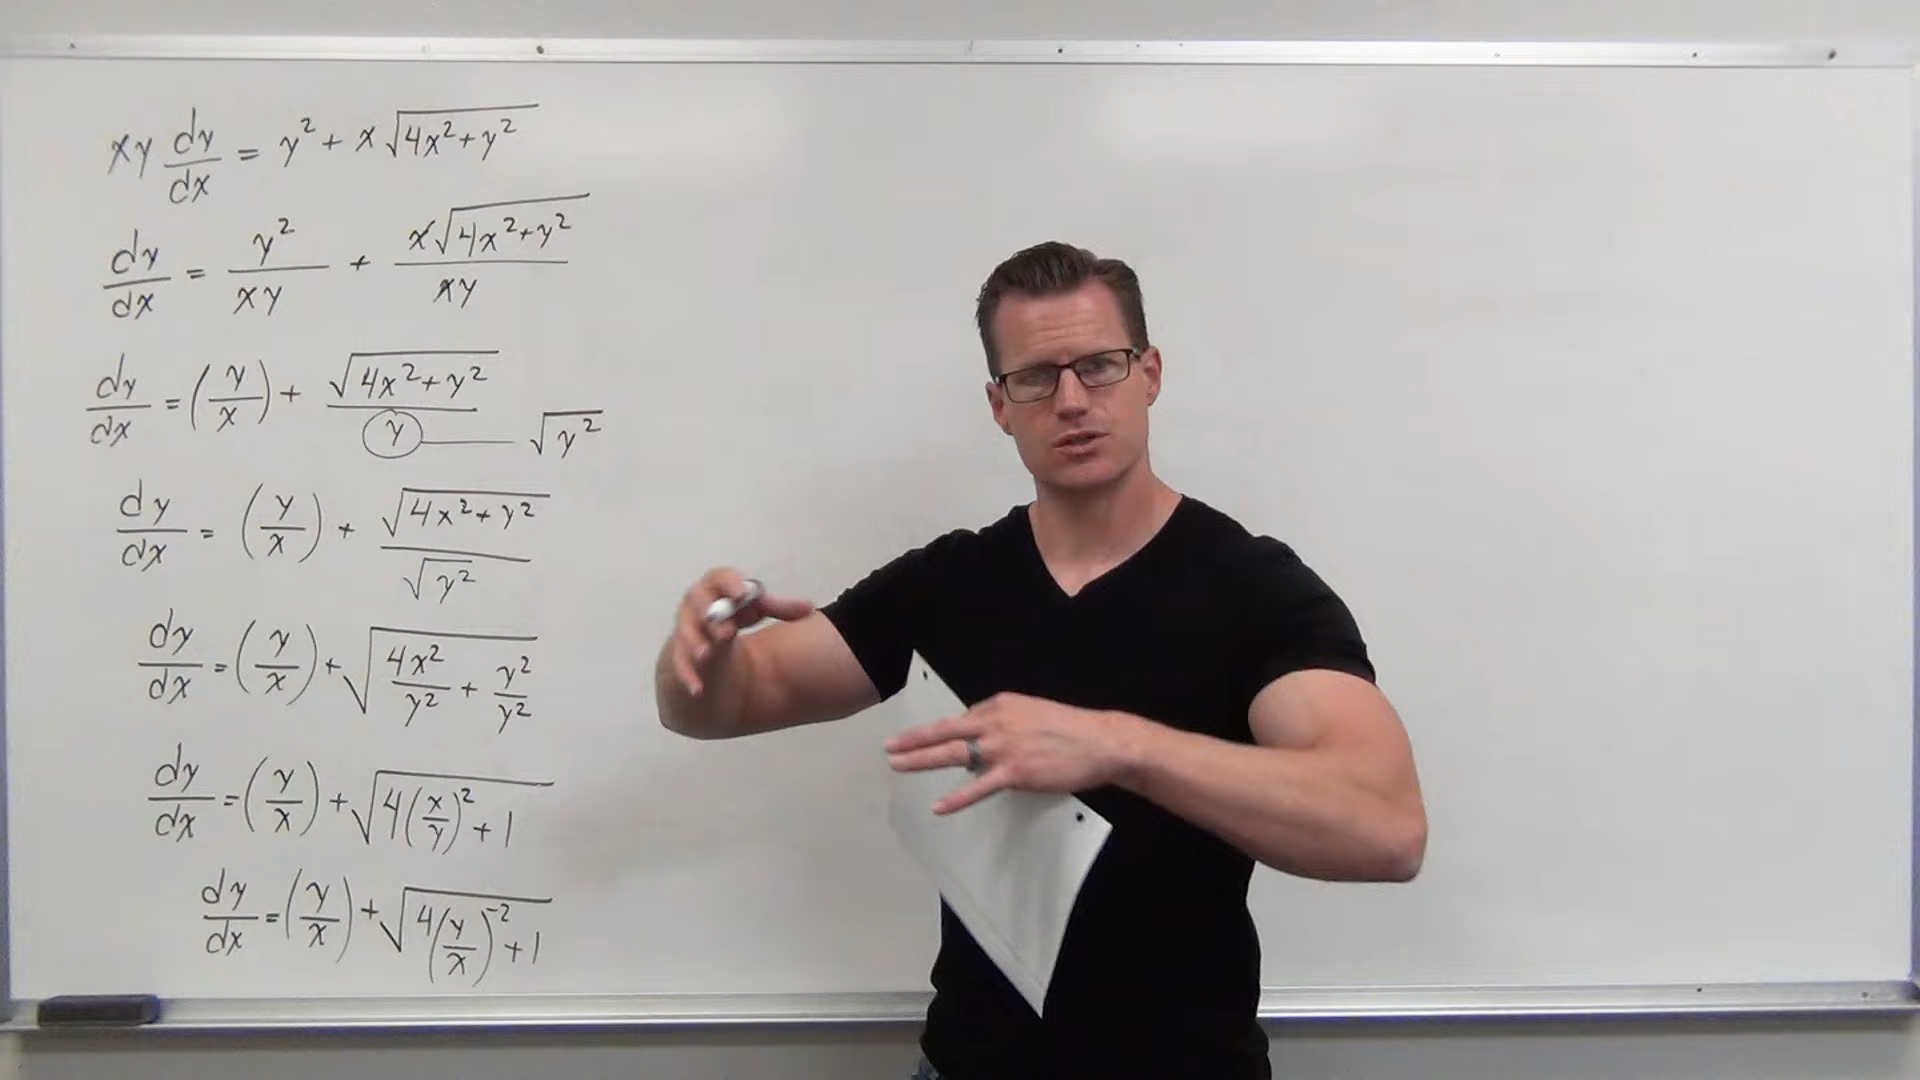 xy dy/dx = y² + x√(4x²+y²)
dy/dx = y²/xy + x√(4x²+y²)/xy
dy/dx = (y/x) + √(4x²+y²)/y √y²
dy/dx = (y/x) + √(4x²+y²)/√y²
dy/dx = (y/x) + √(4x²/y² + y²/y²)
dy/dx = (y/x) + √(4(x/y)² + 1)
dy/dx = (y/x) + √(4(y/x)⁻² + 1)